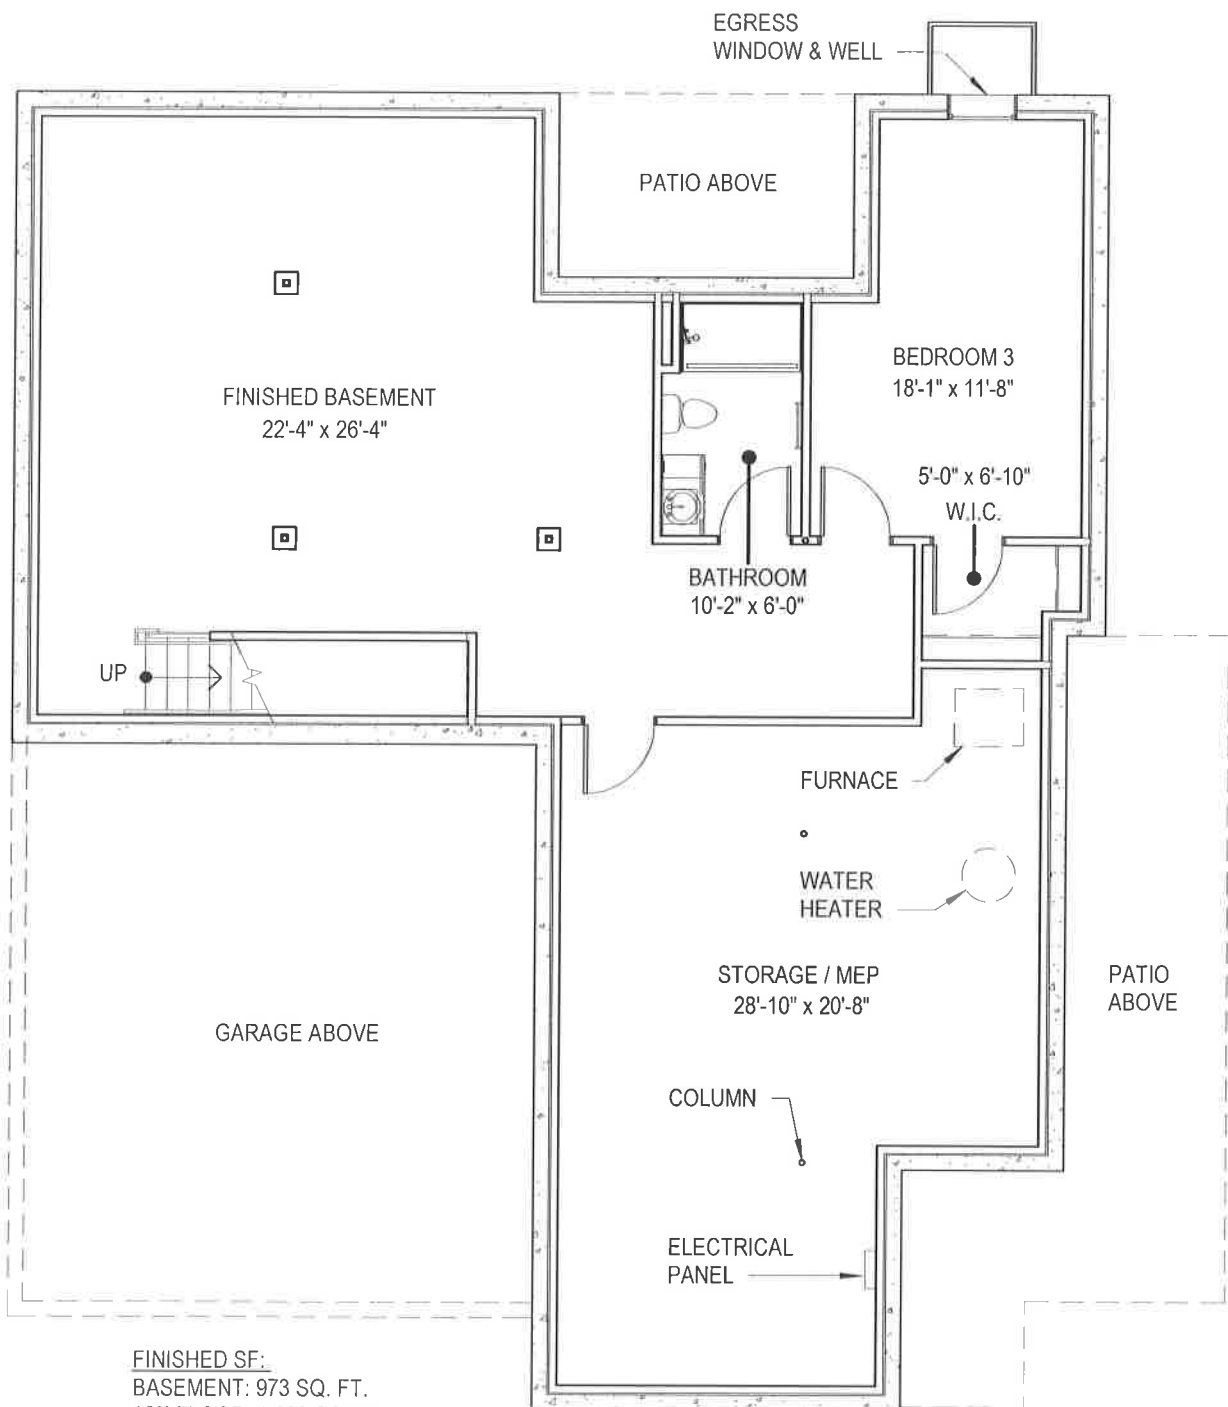 EGRESS
WINDOW & WELL
PATIO ABOVE
BEDROOM 3
18'-1" x 11'-8"
FINISHED BASEMENT
22'-4" x 26'-4"
5'-0" x 6'-10"
W.I.C.
BATHROOM
10'-2" x 6'-0"
UP
FURNACE
WATER
HEATER
STORAGE / MEP
28'-10" x 20'-8"
PATIO
ABOVE
GARAGE ABOVE
COLUMN
ELECTRICAL
PANEL
FINISHED SF:
BASEMENT: 973 SQ. FT.